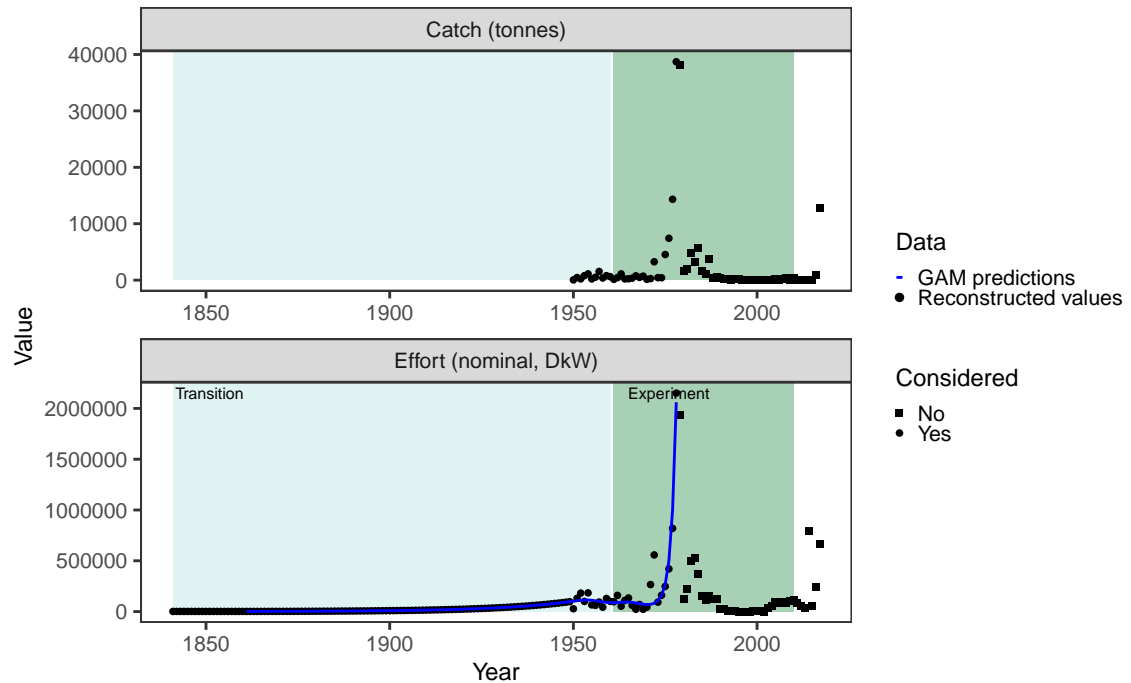 Catch (tonnes)
40000
30000
20000
10000
0
1850
1900
1950
2000
Value
Effort (nominal, DkW)
Transition
Experiment
2000000
1500000
1000000
500000
0
1850
1900
1950
2000
Year
Data
GAM predictions
Reconstructed values
Considered
No
Yes